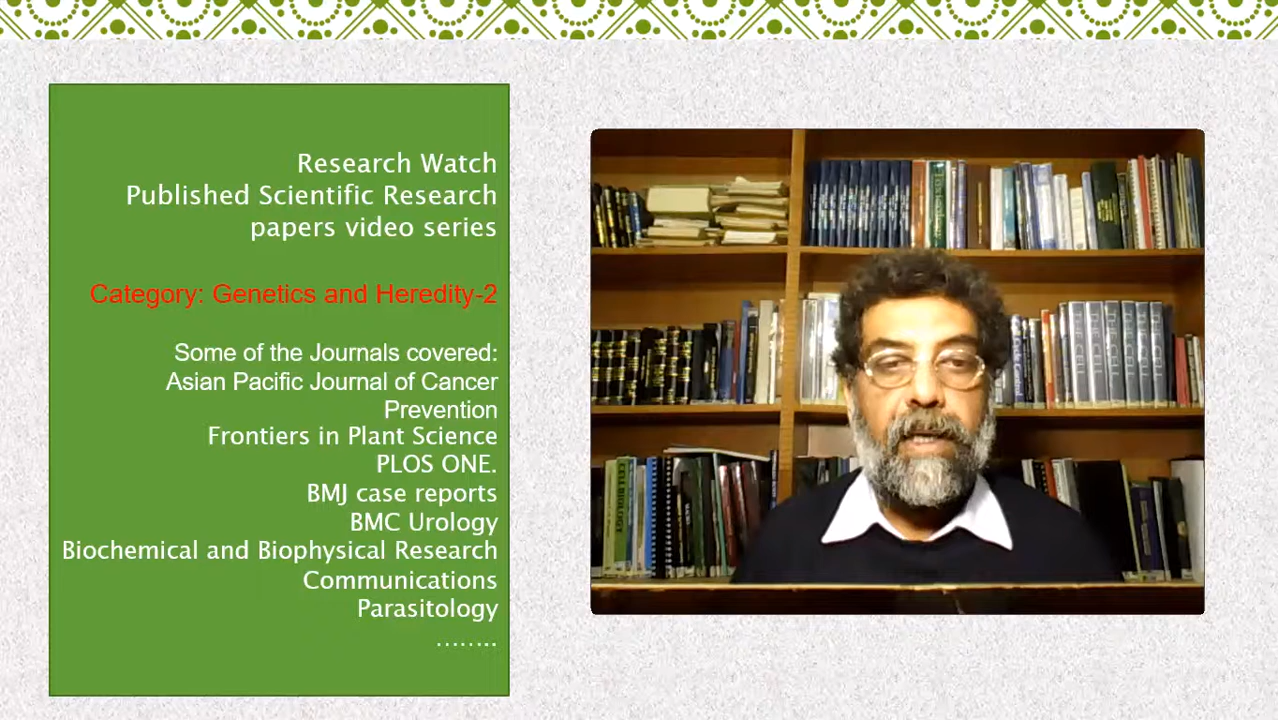 Research Watch
Published Scientific Research
papers video series
Category: Genetics and Heredity-2
Some of the Journals covered:
Asian Pacific Journal of Cancer
Prevention
Frontiers in Plant Science
PLOS ONE.
BMJ case reports
BMC Urology
Biochemical and Biophysical Research
Communications
Parasitology
……..
CELL BIOLOGY